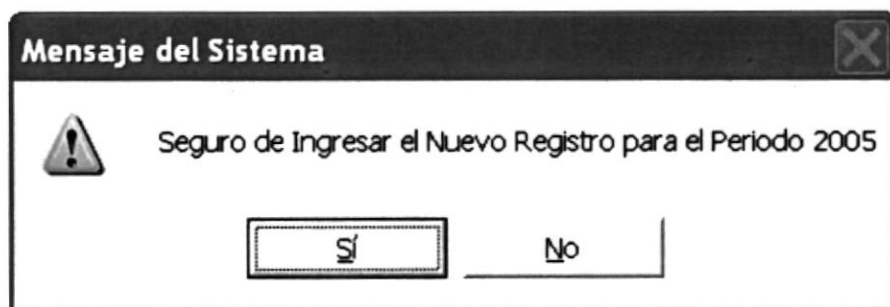 Mensaje del Sistema
Seguro de Ingresar el Nuevo Registro para el Periodo 2005
Sí
No